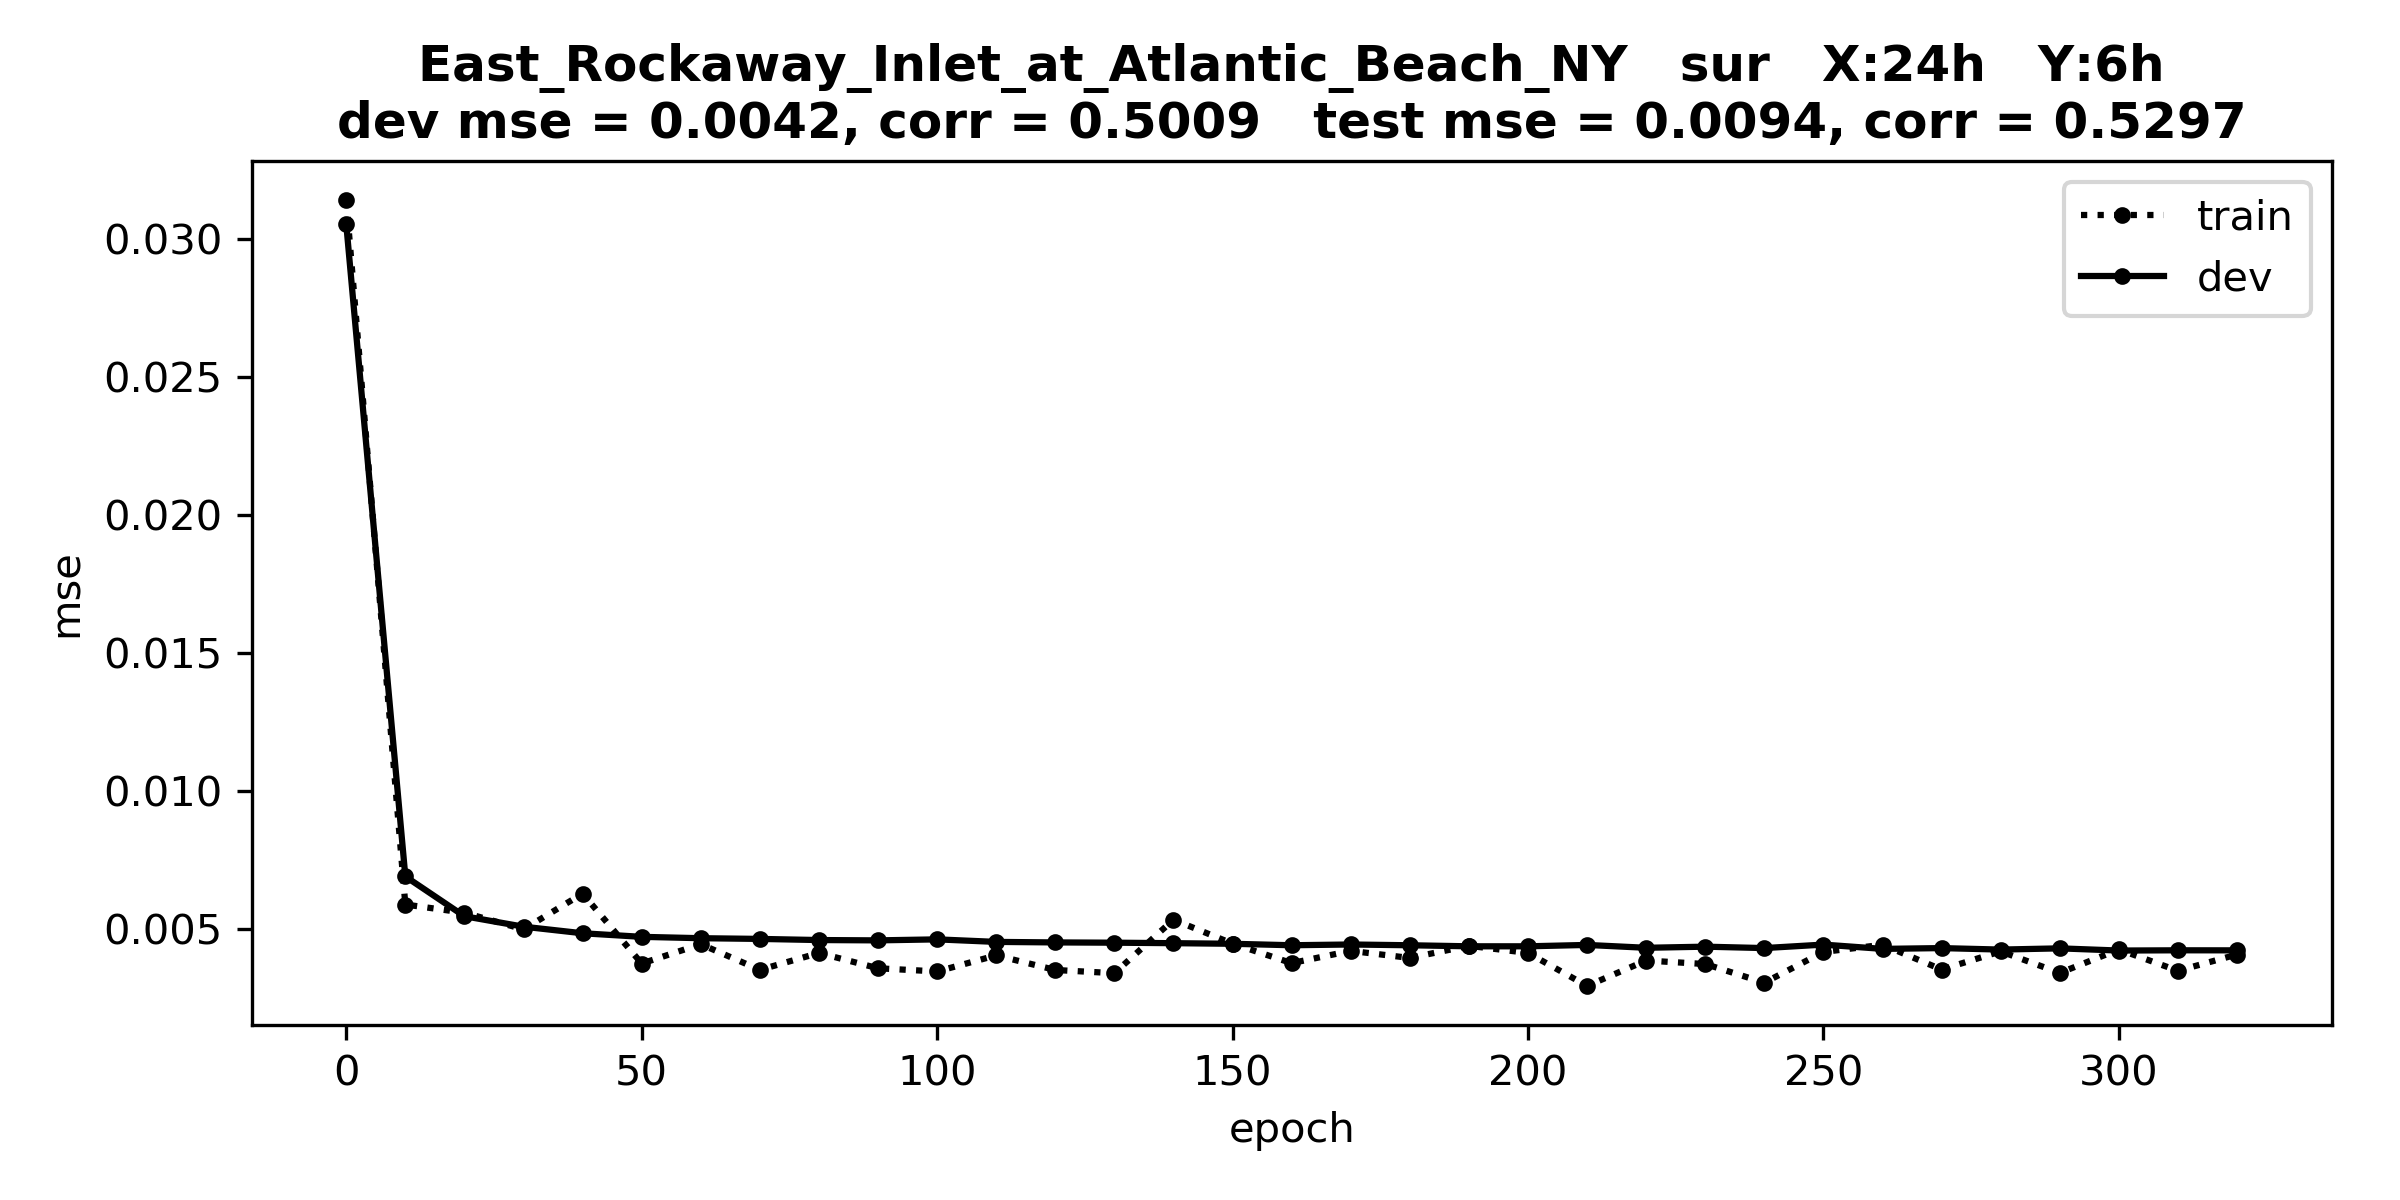 East_Rockaway_Inlet_at_Atlantic_Beach_NY   sur   X:24h   Y:6h
dev mse = 0.0042, corr = 0.5009   test mse = 0.0094, corr = 0.5297
train
dev
0.030
0.025
0.020
0.015
0.010
0.005
mse
0 50 100 150 200 250 300
epoch